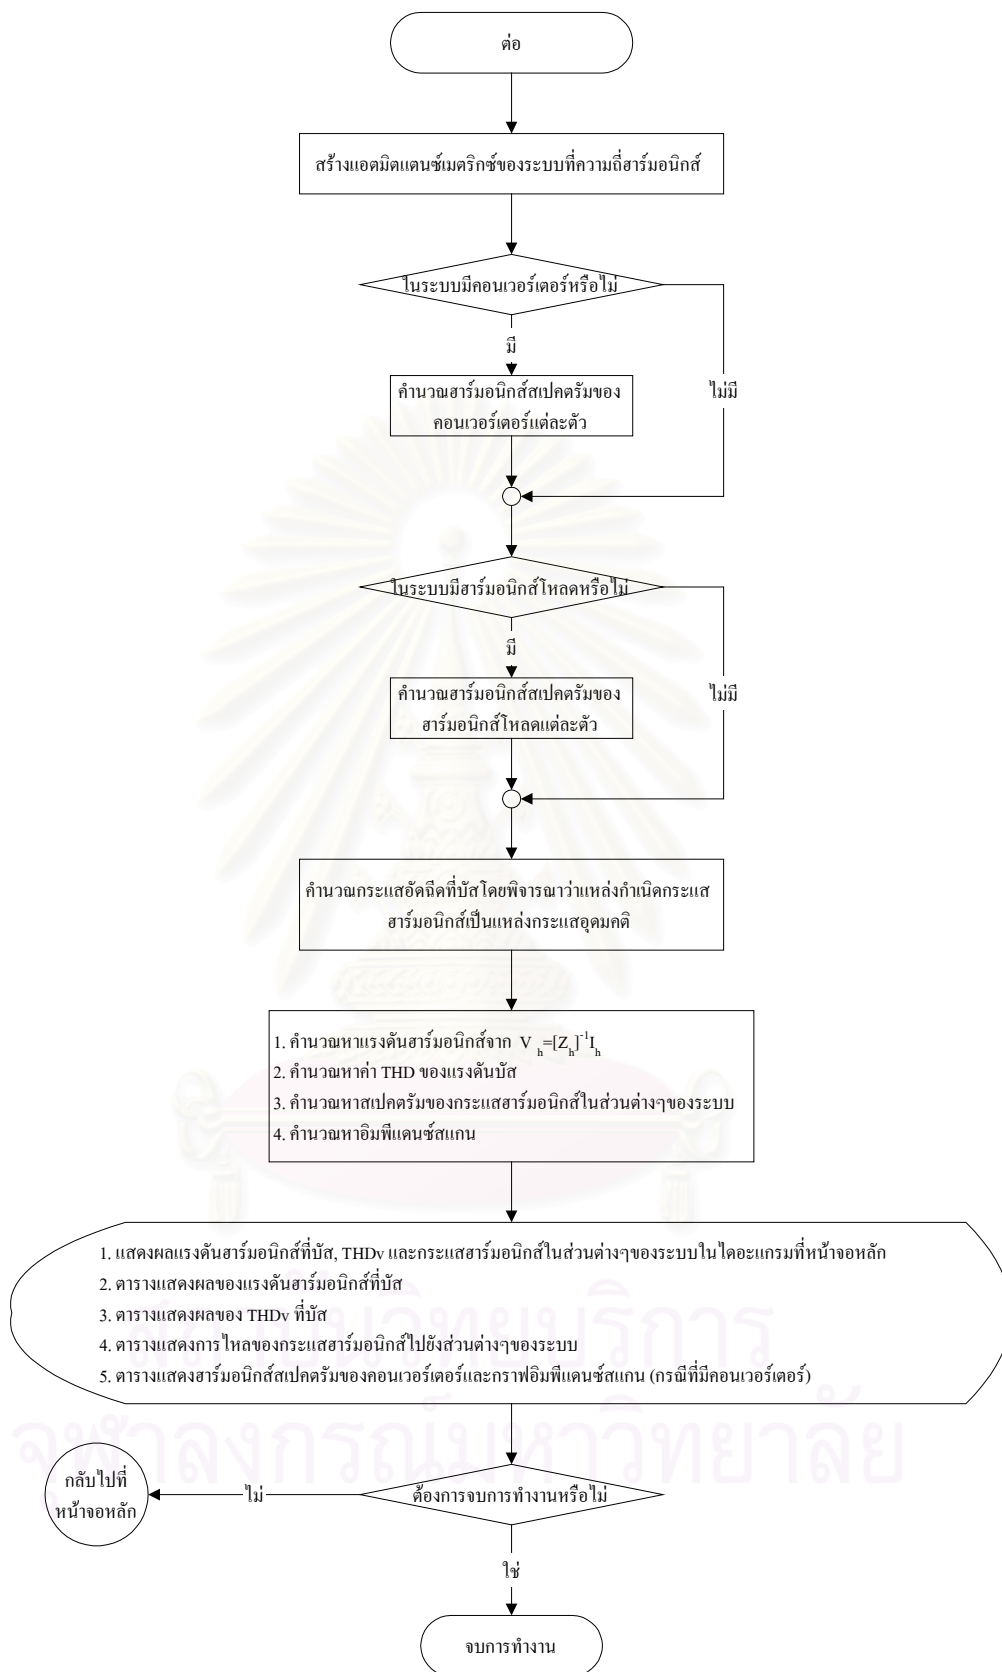 ต่อ
สร้างแอตมิตแตนซ์เมตริกซ์ของระบบที่ความถี่ฮาร์มอนิกส์
ในระบบมีคอนเวอร์เตอร์หรือไม่
มี
ไม่มี
คำนวณฮาร์มอนิกส์สเปคตรัมของ
คอนเวอร์เตอร์แต่ละตัว
ในระบบมีฮาร์มอนิกส์โหลดหรือไม่
มี
ไม่มี
คำนวณฮาร์มอนิกส์สเปคตรัมของ
ฮาร์มอนิกส์โหลดแต่ละตัว
คำนวณกระแสอัดฉีดที่บัสโดยพิจารณาว่าแหล่งกำเนิดกระแส
ฮาร์มอนิกส์เป็นแหล่งกระแสอุดมคติ
1. คำนวณหาแรงดันฮาร์มอนิกส์จาก V_h=[Z_h]^-1 I_h
2. คำนวณหาค่า THD ของแรงดันบัส
3. คำนวณหาสเปคตรัมของกระแสฮาร์มอนิกส์ในส่วนต่างๆของระบบ
4. คำนวณหาอิมพีแดนซ์สแกน
1. แสดงผลแรงดันฮาร์มอนิกส์ที่บัส, THDv และกระแสฮาร์มอนิกส์ในส่วนต่างๆของระบบในไดอะแกรมที่หน้าจอหลัก
2. ตารางแสดงผลของแรงดันฮาร์มอนิกส์ที่บัส
3. ตารางแสดงผลของ THDv ที่บัส
4. ตารางแสดงการไหลของกระแสฮาร์มอนิกส์ไปยังส่วนต่างๆของระบบ
5. ตารางแสดงฮาร์มอนิกส์สเปคตรัมของคอนเวอร์เตอร์และกราฟอิมพีแดนซ์สแกน (กรณีที่มีคอนเวอร์เตอร์)
สถาบันวิทยบริการ
จุฬาลงกรณ์มหาวิทยาลัย
กลับไปที่
หน้าจอหลัก
ไม่
ต้องการจบการทำงานหรือไม่
ใช่
จบการทำงาน